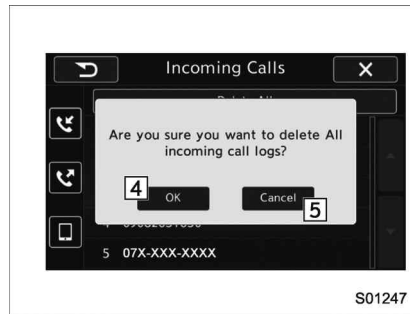 Incoming Calls
Are you sure you want to delete All
incoming call logs?
4
OK
Cancel
5
5 07X-XXX-XXXX
S01247